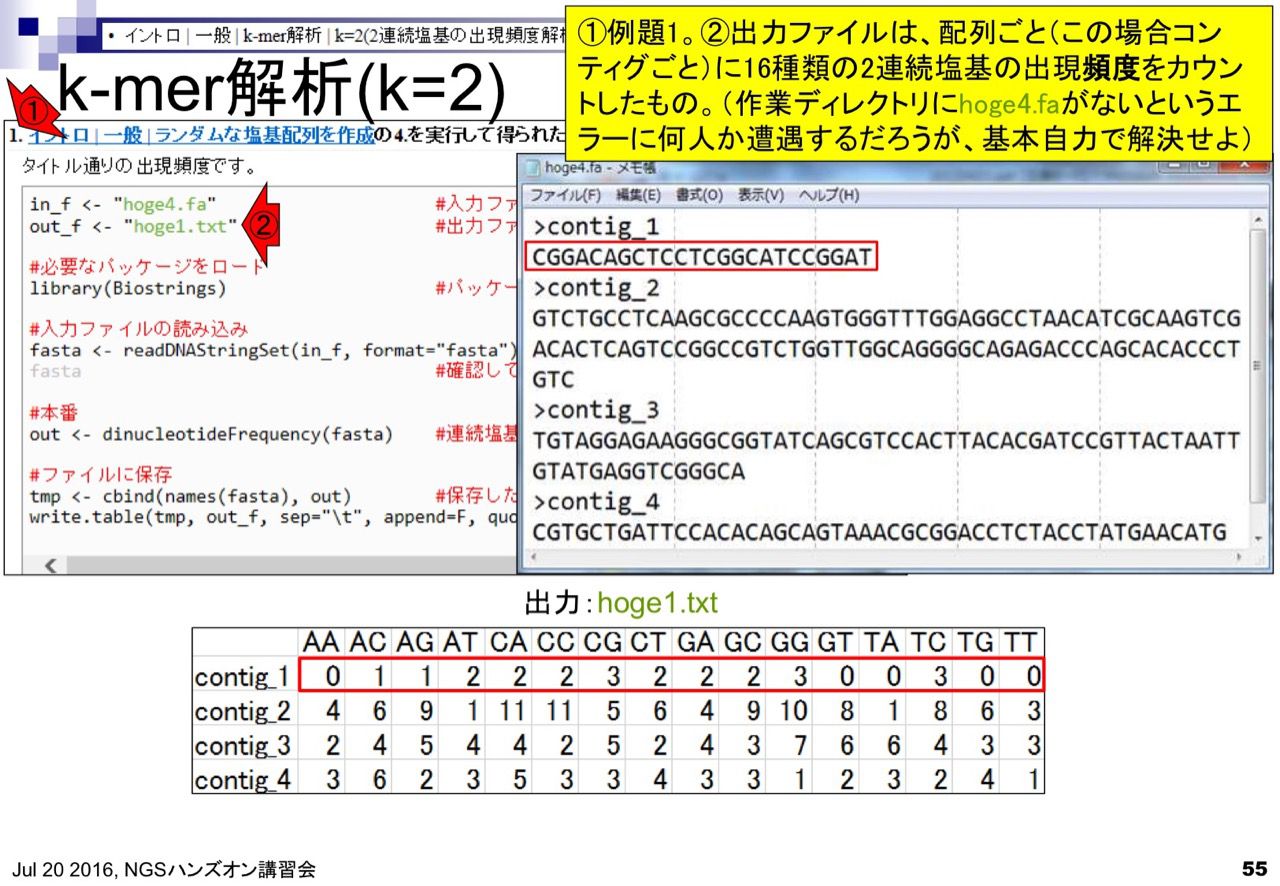 • イントロ | 一般 | k-mer解析 | k=2(2連続塩基の出現頻度解
k-mer解析(k=2)
①例題1。②出力ファイルは、配列ごと(この場合コン
ティグごと)に16種類の2連続塩基の出現頻度をカウン
トしたもの。(作業ディレクトリにhoge4.faがないというエ
ラーに何人か遭遇するだろうが、基本自力で解決せよ)
①
1. イントロ | 一般 | ランダムな塩基配列を作成の4.を実行して得られた
タイトル通りの出現頻度です。
in_f <- "hoge4.fa" #入力ファ
out_f <- "hoge1.txt" #出力ファ
②
#必要なパッケージをロード
library(Biostrings) #パッケー
#入力ファイルの読み込み
fasta <- readDNAStringSet(in_f, format="fasta")
fasta #確認して
#本番
out <- dinucleotideFrequency(fasta) #連続塩基
#ファイルに保存
tmp <- cbind(names(fasta), out) #保存した
write.table(tmp, out_f, sep="\t", append=F, quo
hoge4.fa - メモ帳
ファイル(F) 編集(E) 書式(O) 表示(V) ヘルプ(H)
>contig_1
CGGACAGCTCCTCGGCATCCGGAT
>contig_2
GTCTGCCTCAAGCGCCCCAAGTGGGTTTGGAGGCCTAACATCGCAAGTCG
ACACTCAGTCCGGCCGTCTGGTTGGCAGGGGCAGAGACCCAGCACACCCT
GTC
>contig_3
TGTAGGAGAAGGGCGGTATCAGCGTCCACTTACACGATCCGTTACTAATT
GTATGAGGTCGGGCA
>contig_4
CGTGCTGATTCCACACAGCAGTAAACGCGGACCTCTACCTATGAACATG
出力：hoge1.txt
AA AC AG AT CA CC CG CT GA GC GG GT TA TC TG TT
contig_1 0 1 1 2 2 2 3 2 2 2 3 0 0 3 0 0
contig_2 4 6 9 1 11 11 5 6 4 9 10 8 1 8 6 3
contig_3 2 4 5 4 4 2 5 2 4 3 7 6 6 4 3 3
contig_4 3 6 2 3 5 3 3 4 3 3 1 2 3 2 4 1
Jul 20 2016, NGSハンズオン講習会
55